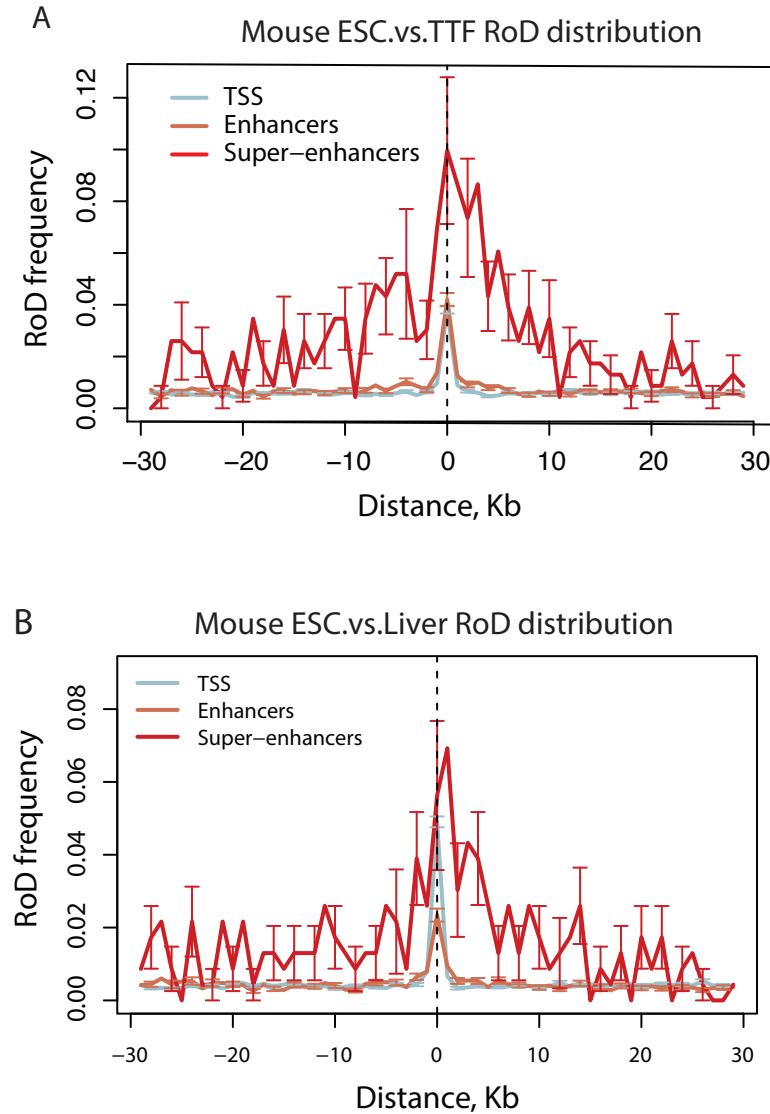 A
Mouse ESC.vs.TTF RoD distribution
TSS
Enhancers
Super−enhancers
RoD frequency
0.12
0.08
0.04
0.00
−30 −20 −10 0 10 20 30
Distance, Kb
B
Mouse ESC.vs.Liver RoD distribution
TSS
Enhancers
Super−enhancers
RoD frequency
0.08
0.06
0.04
0.02
0.00
−30 −20 −10 0 10 20 30
Distance, Kb